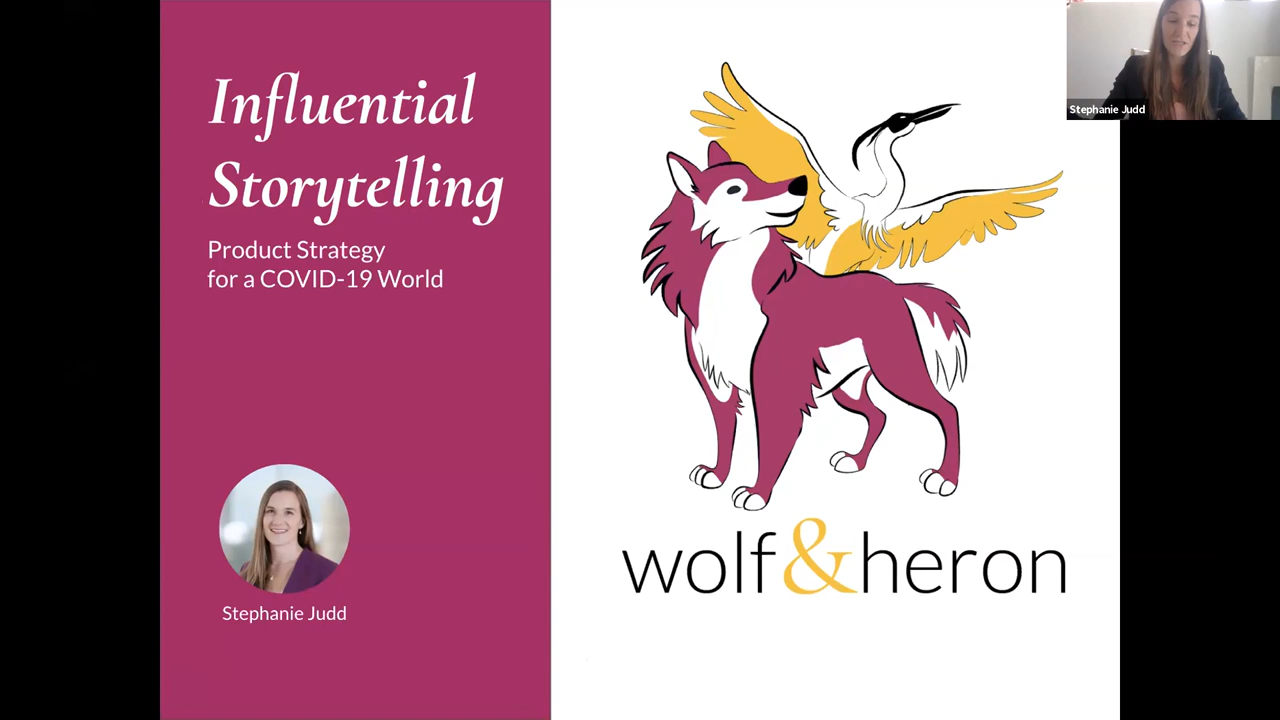 Influential
Storytelling
Product Strategy
for a COVID-19 World
Stephanie Judd
wolf&heron
Stephanie Judd